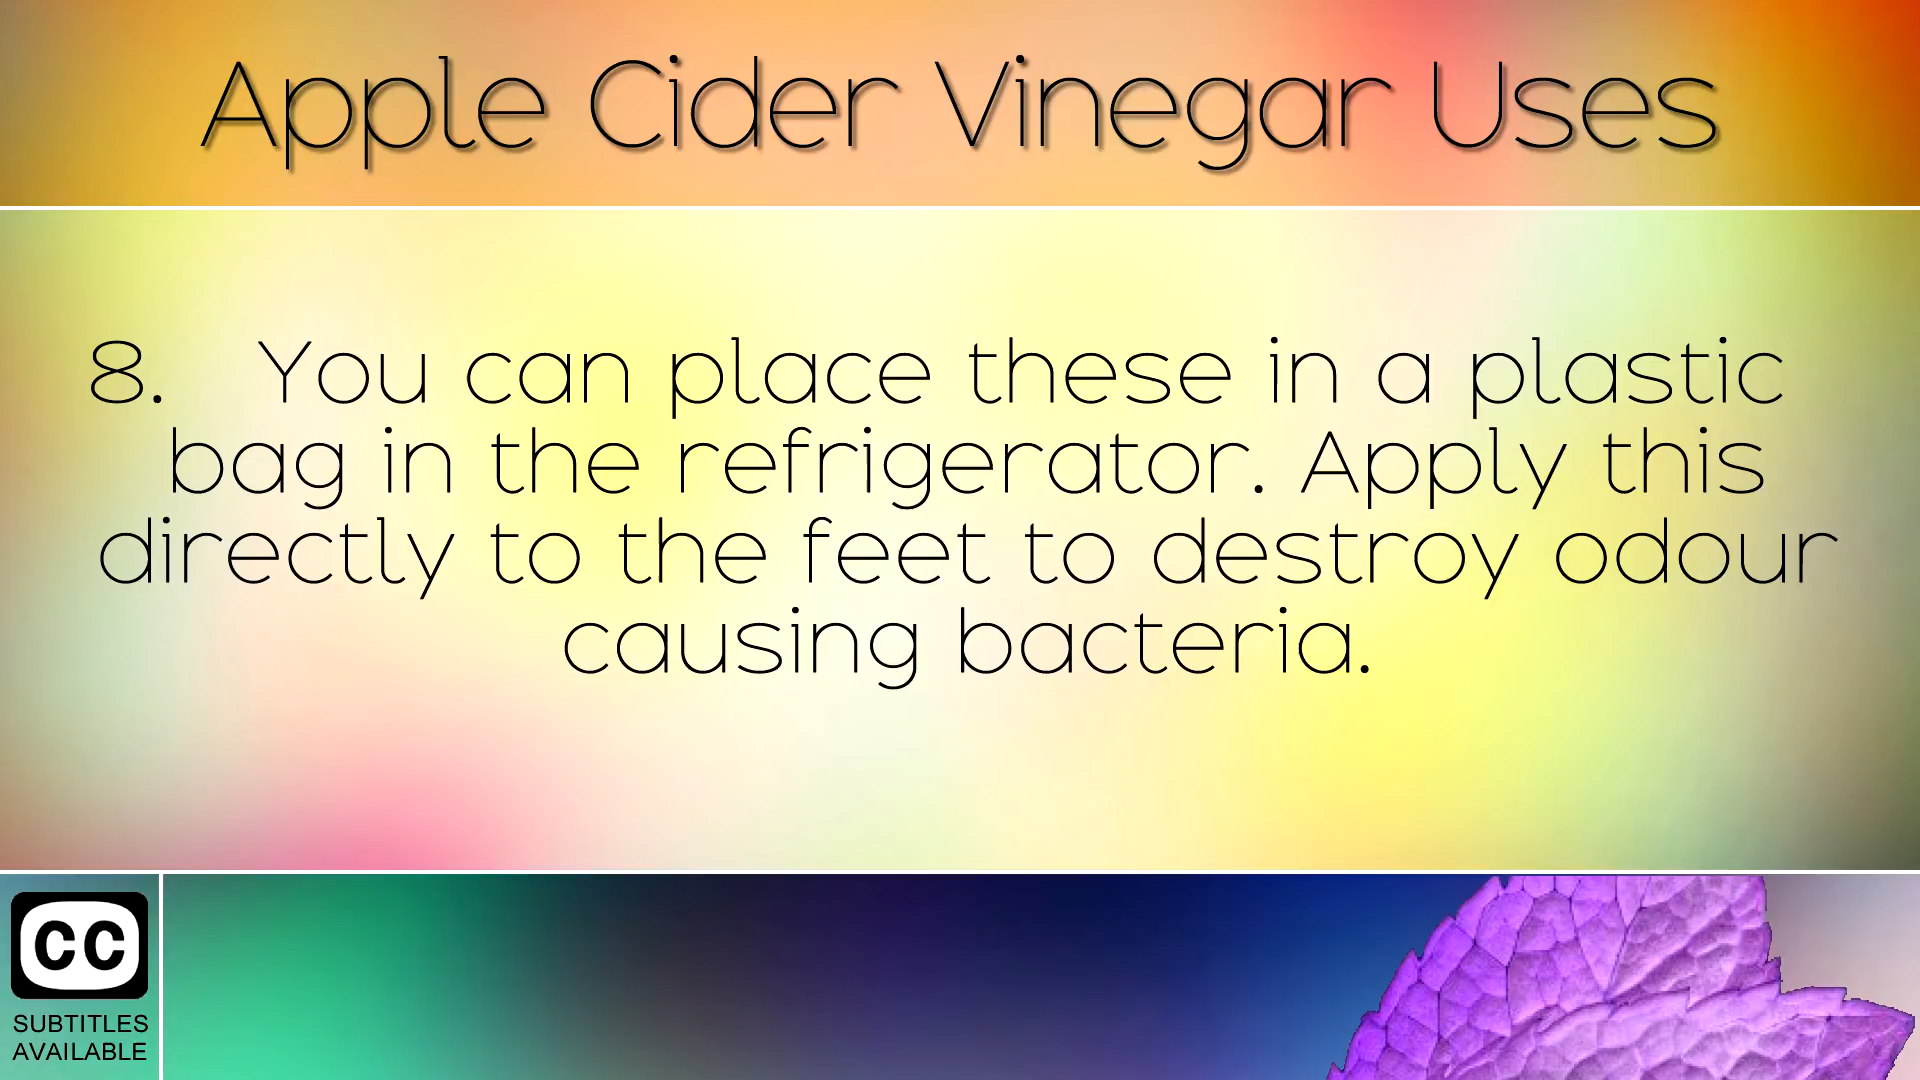 Apple Cider Vinegar Uses
8. You can place these in a plastic
bag in the refrigerator. Apply this
directly to the feet to destroy odour
causing bacteria.
CC
SUBTITLES
AVAILABLE